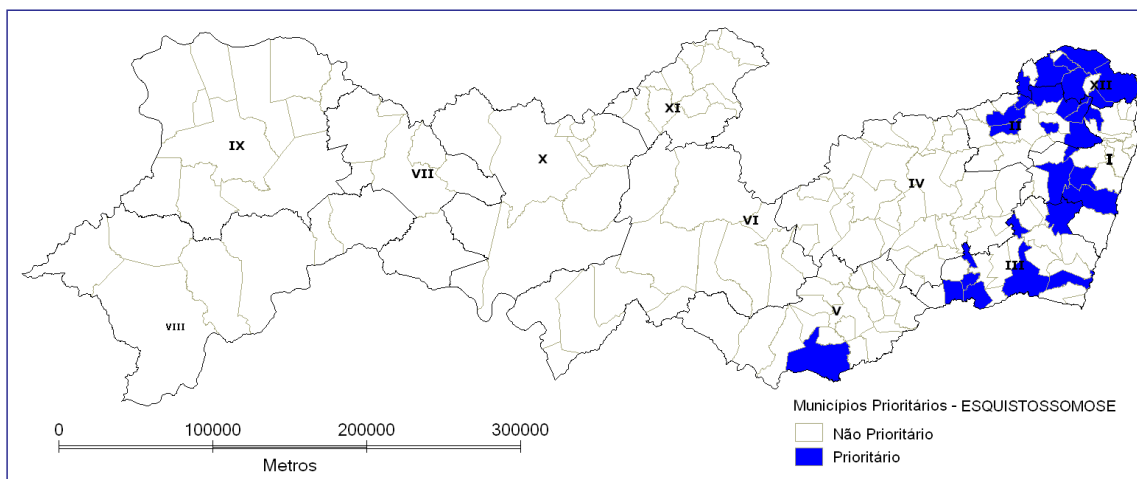 XII
XI
II
IX
X
I
VII
IV
VI
III
V
VIII
Municípios Prioritários - ESQUISTOSSOMOSE
Não Prioritário
Prioritário
0 100000 200000 300000
Metros